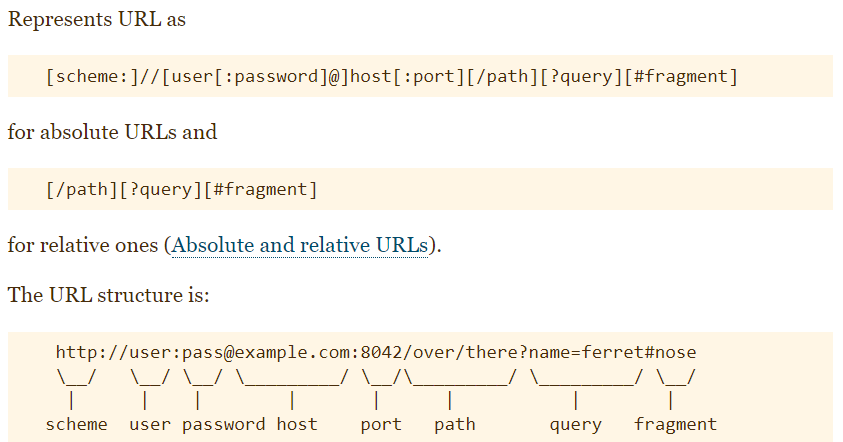 Represents URL as
[scheme:]//[user[:password]@]host[:port][/path][?query][#fragment]
for absolute URLs and
[/path][?query][#fragment]
for relative ones (Absolute and relative URLs).
The URL structure is:
http://user:pass@example.com:8042/over/there?name=ferret#nose
\__/   \__/ \__/ \_________/ \__/\_________/ \_________/ \__/
 |      |    |        |       |      |           |        |
scheme  user password host    port   path       query   fragment